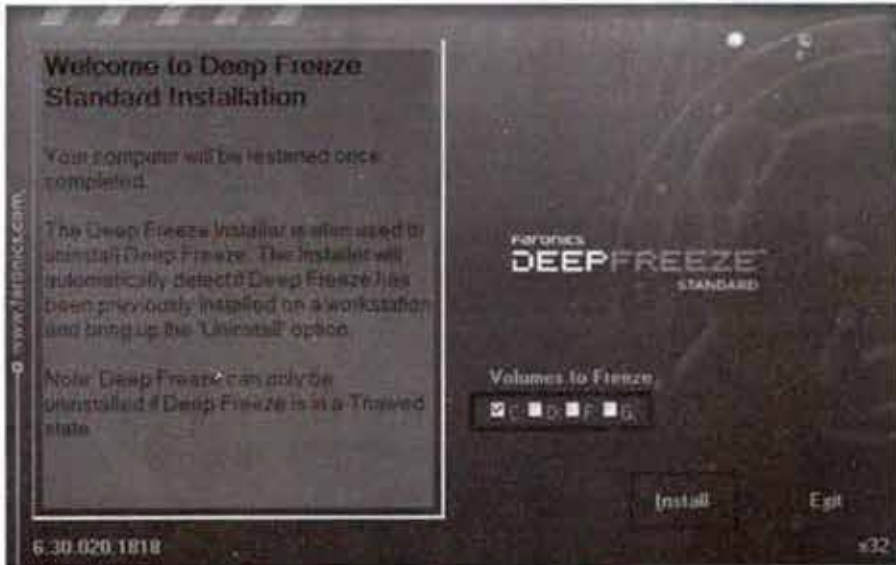 Welcome to Deep Freeze
Standard Installation
Your computer will be restarted once
completed.
The Deep Freeze Installer is also used to
uninstall Deep Freeze. The Installer will
automatically detect if Deep Freeze has
been previously installed on a workstation
and bring up the 'Uninstall' option.
Note: Deep Freeze can only be
uninstalled if Deep Freeze is in a Thawed
state.
www.faronics.com
FARONICS
DEEPFREEZE
STANDARD
Volumes to Freeze
C: D: F: G:
Install Exit
6.30.020.1818
x32